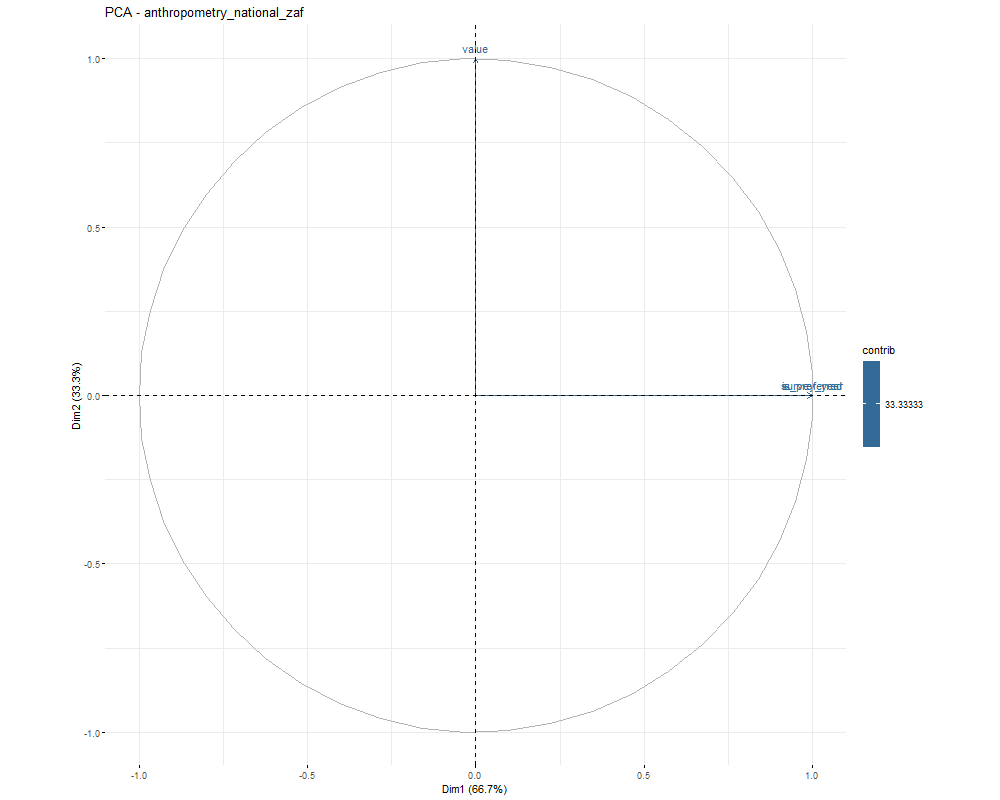 PCA - anthropometry_national_zaf
value
1.0
0.5
0.0
-0.5
-1.0
Dim2 (33.3%)
-1.0
-0.5
0.0
0.5
1.0
Dim1 (66.7%)
contrib
33.33333